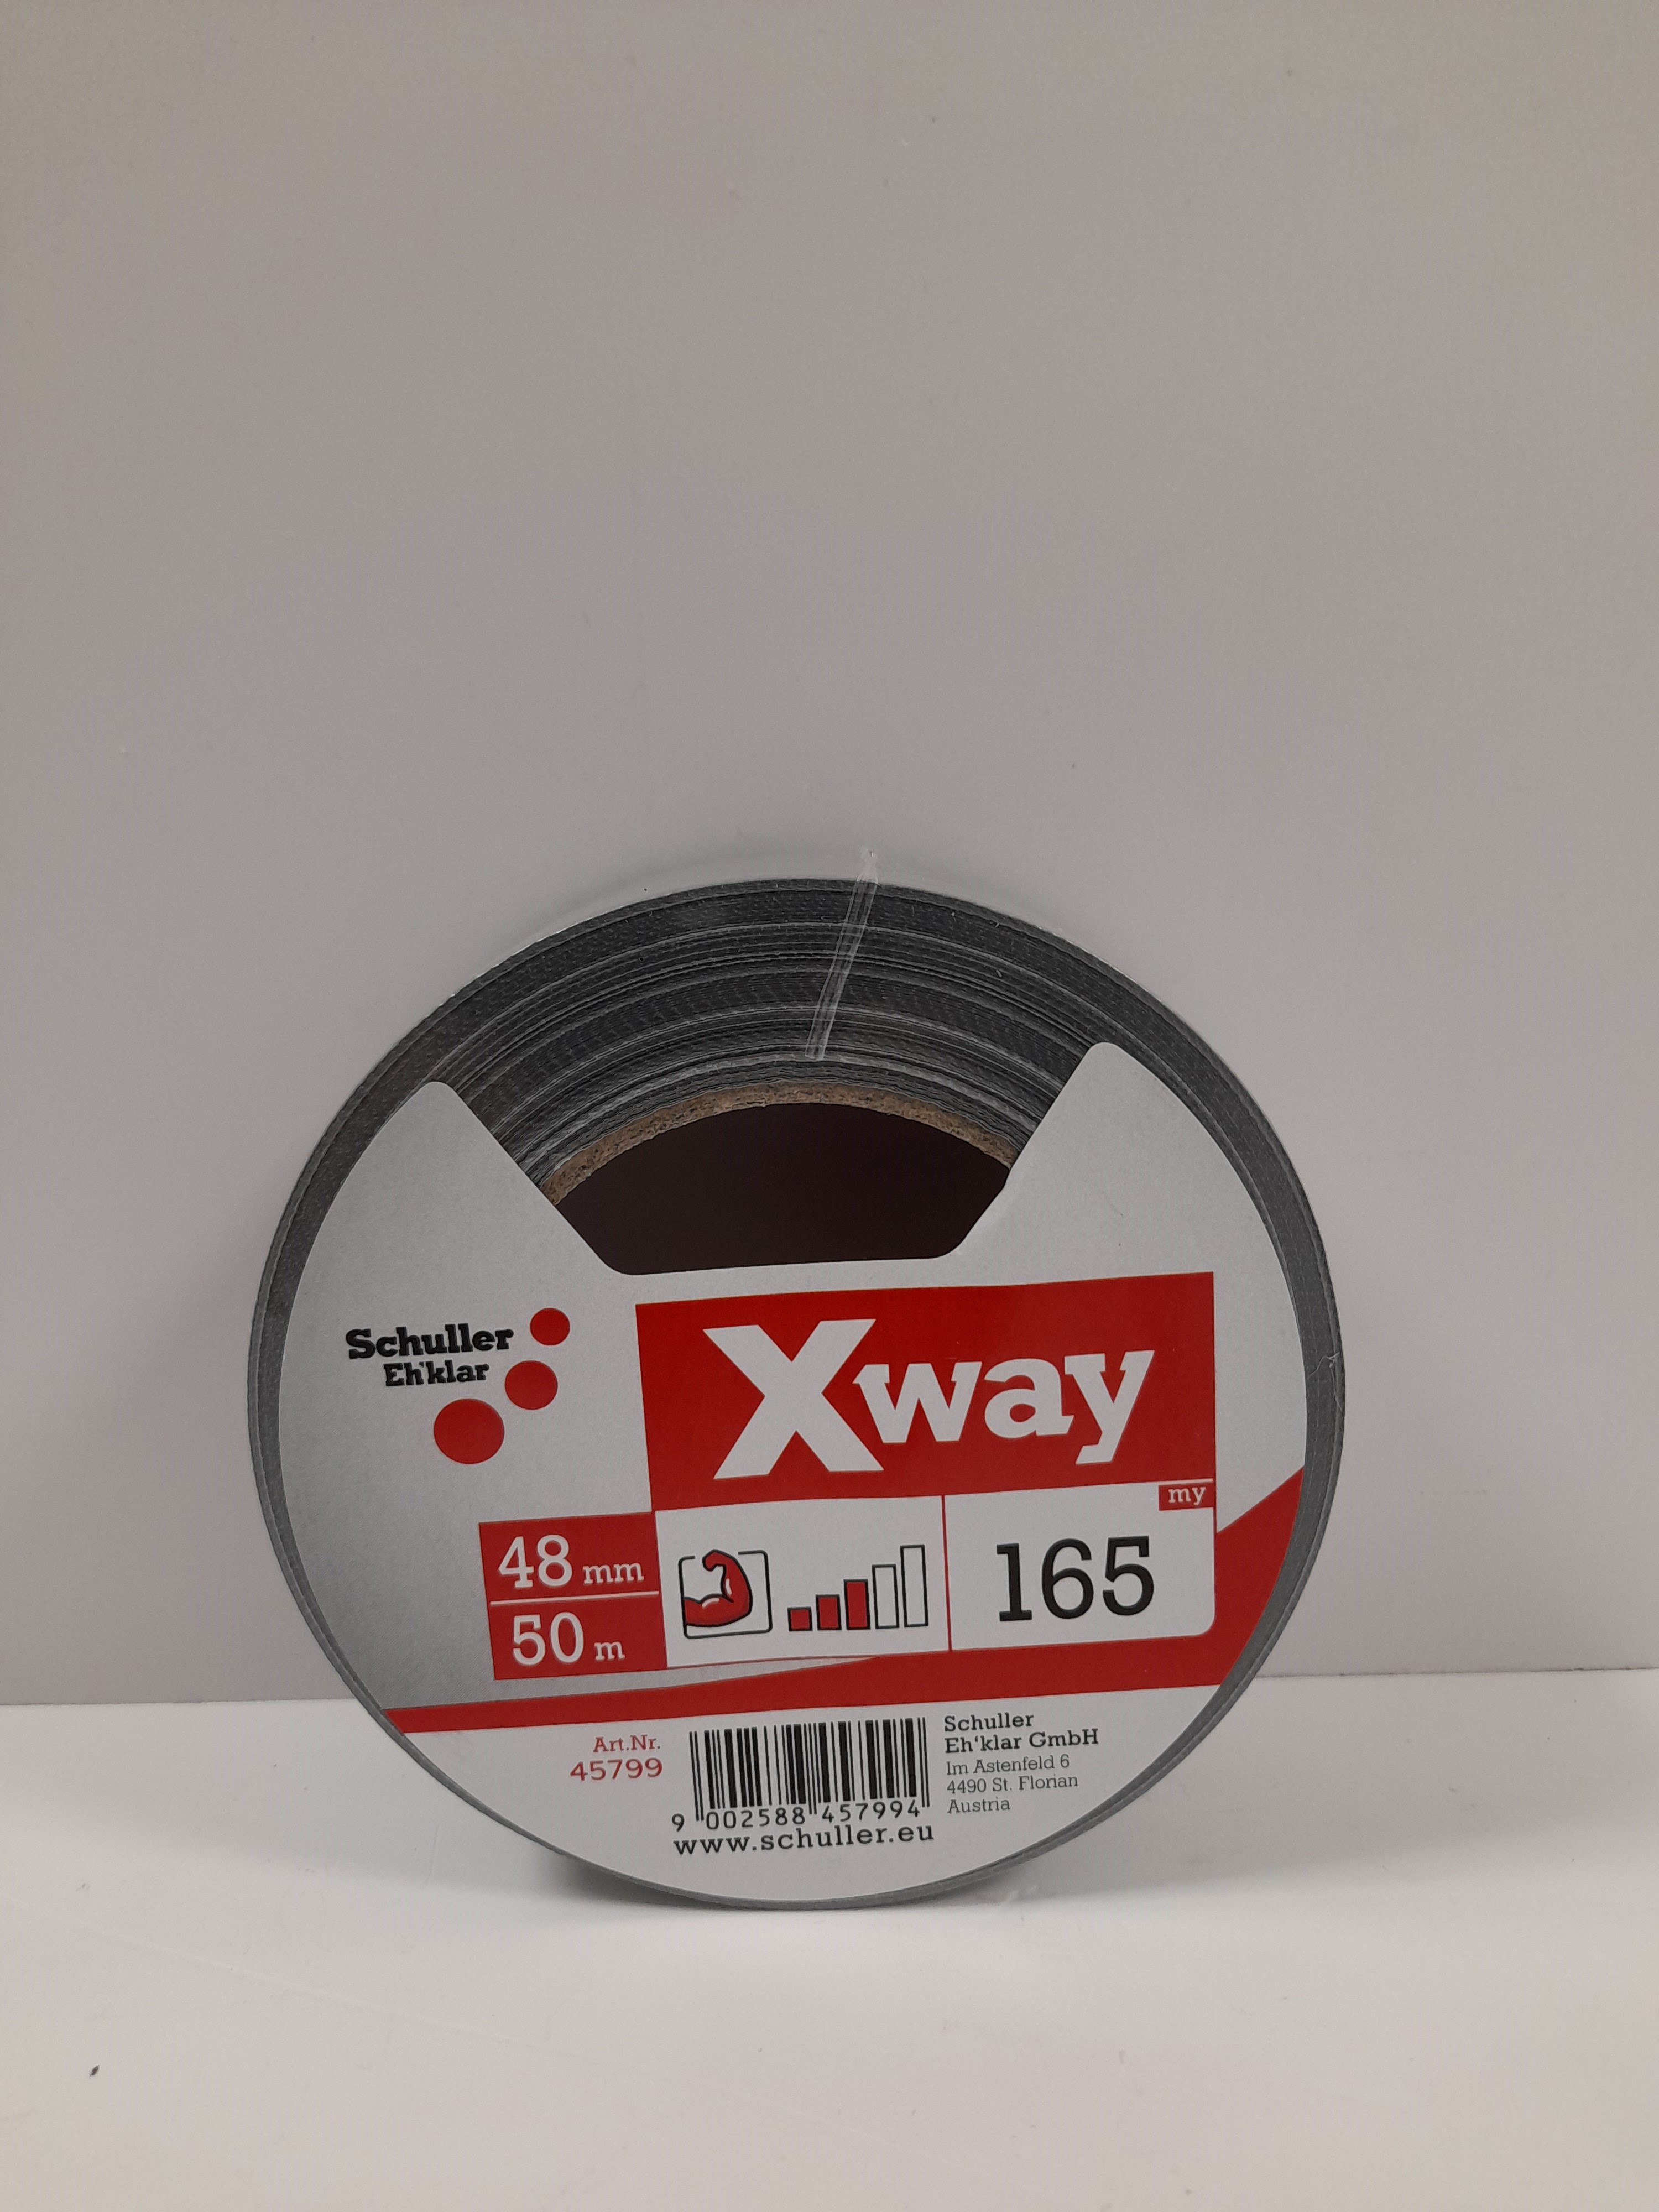 Schuller
Eh'klar
Xway
my
48 mm
50 m
165
Art.Nr.
45799
9 002588 457994
www.schuller.eu
Schuller
Eh'klar GmbH
Im Astenfeld 6
4490 St. Florian
Austria